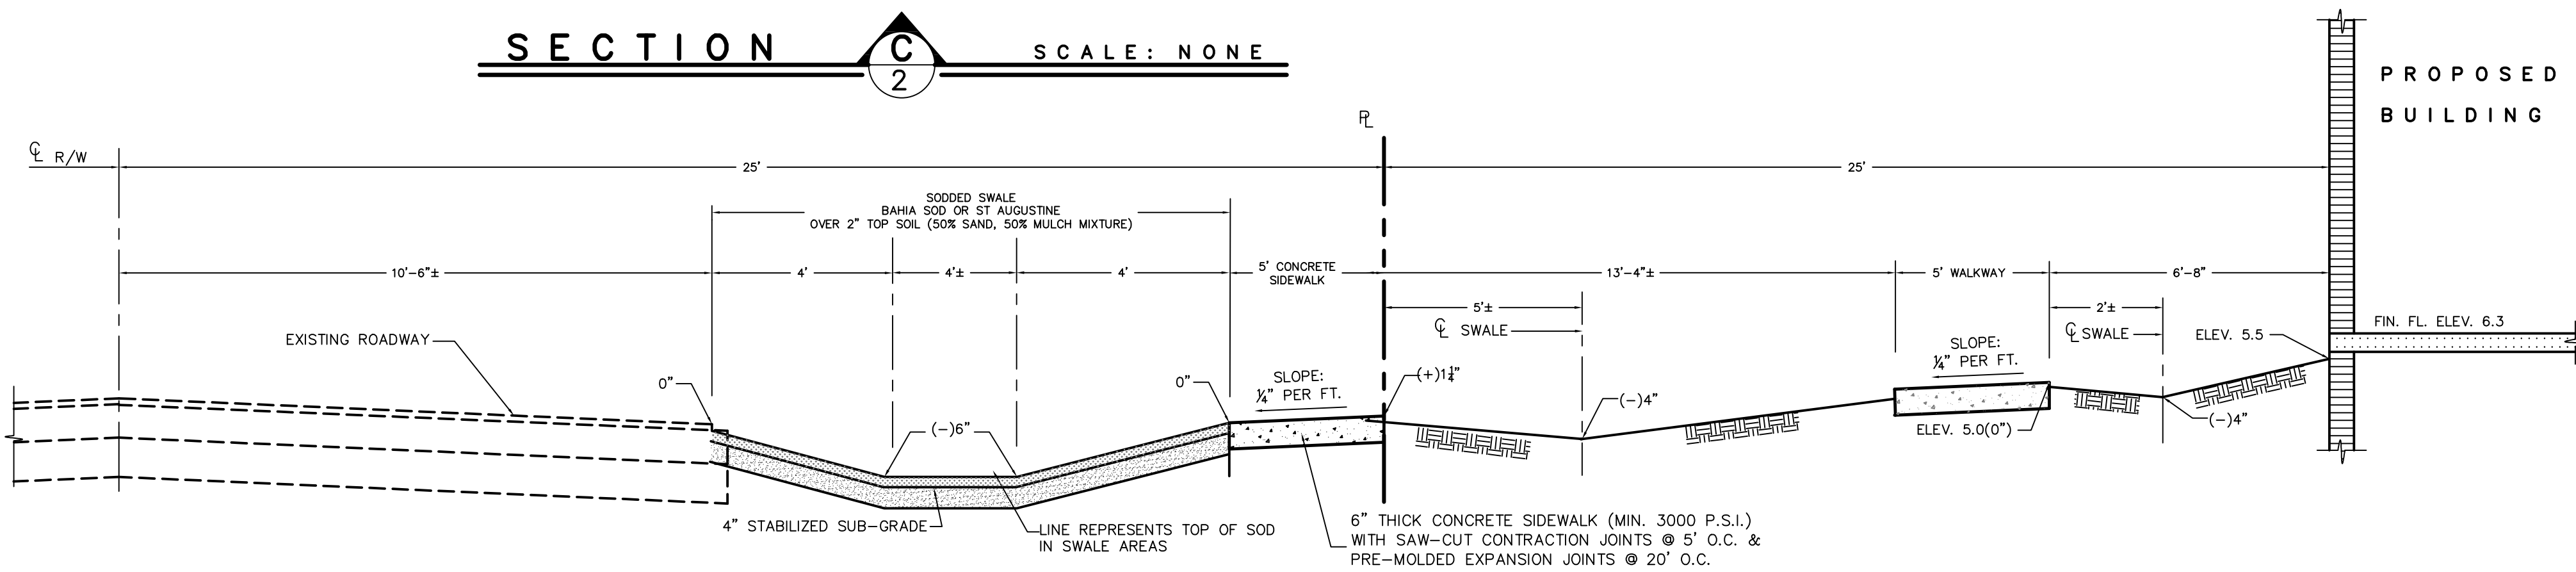 SECTION C SCALE: NONE
2
PROPOSED
BUILDING
PL
CL R/W
25'
25'
SODDED SWALE
BAHIA SOD OR ST AUGUSTINE
OVER 2" TOP SOIL (50% SAND, 50% MULCH MIXTURE)
10'-6"±
4'
4'±
4'
5' CONCRETE
SIDEWALK
13'-4"±
5' WALKWAY
6'-8"
5'±
CL SWALE
2'±
CL SWALE
FIN. FL. ELEV. 6.3
ELEV. 5.5
EXISTING ROADWAY
SLOPE:
¼" PER FT.
0"
0"
SLOPE:
¼" PER FT.
(+)1¼"
(-)4"
(-)6"
ELEV. 5.0(0")
(-)4"
4" STABILIZED SUB-GRADE
LINE REPRESENTS TOP OF SOD
IN SWALE AREAS
6" THICK CONCRETE SIDEWALK (MIN. 3000 P.S.I.)
WITH SAW-CUT CONTRACTION JOINTS @ 5' O.C. &
PRE-MOLDED EXPANSION JOINTS @ 20' O.C.